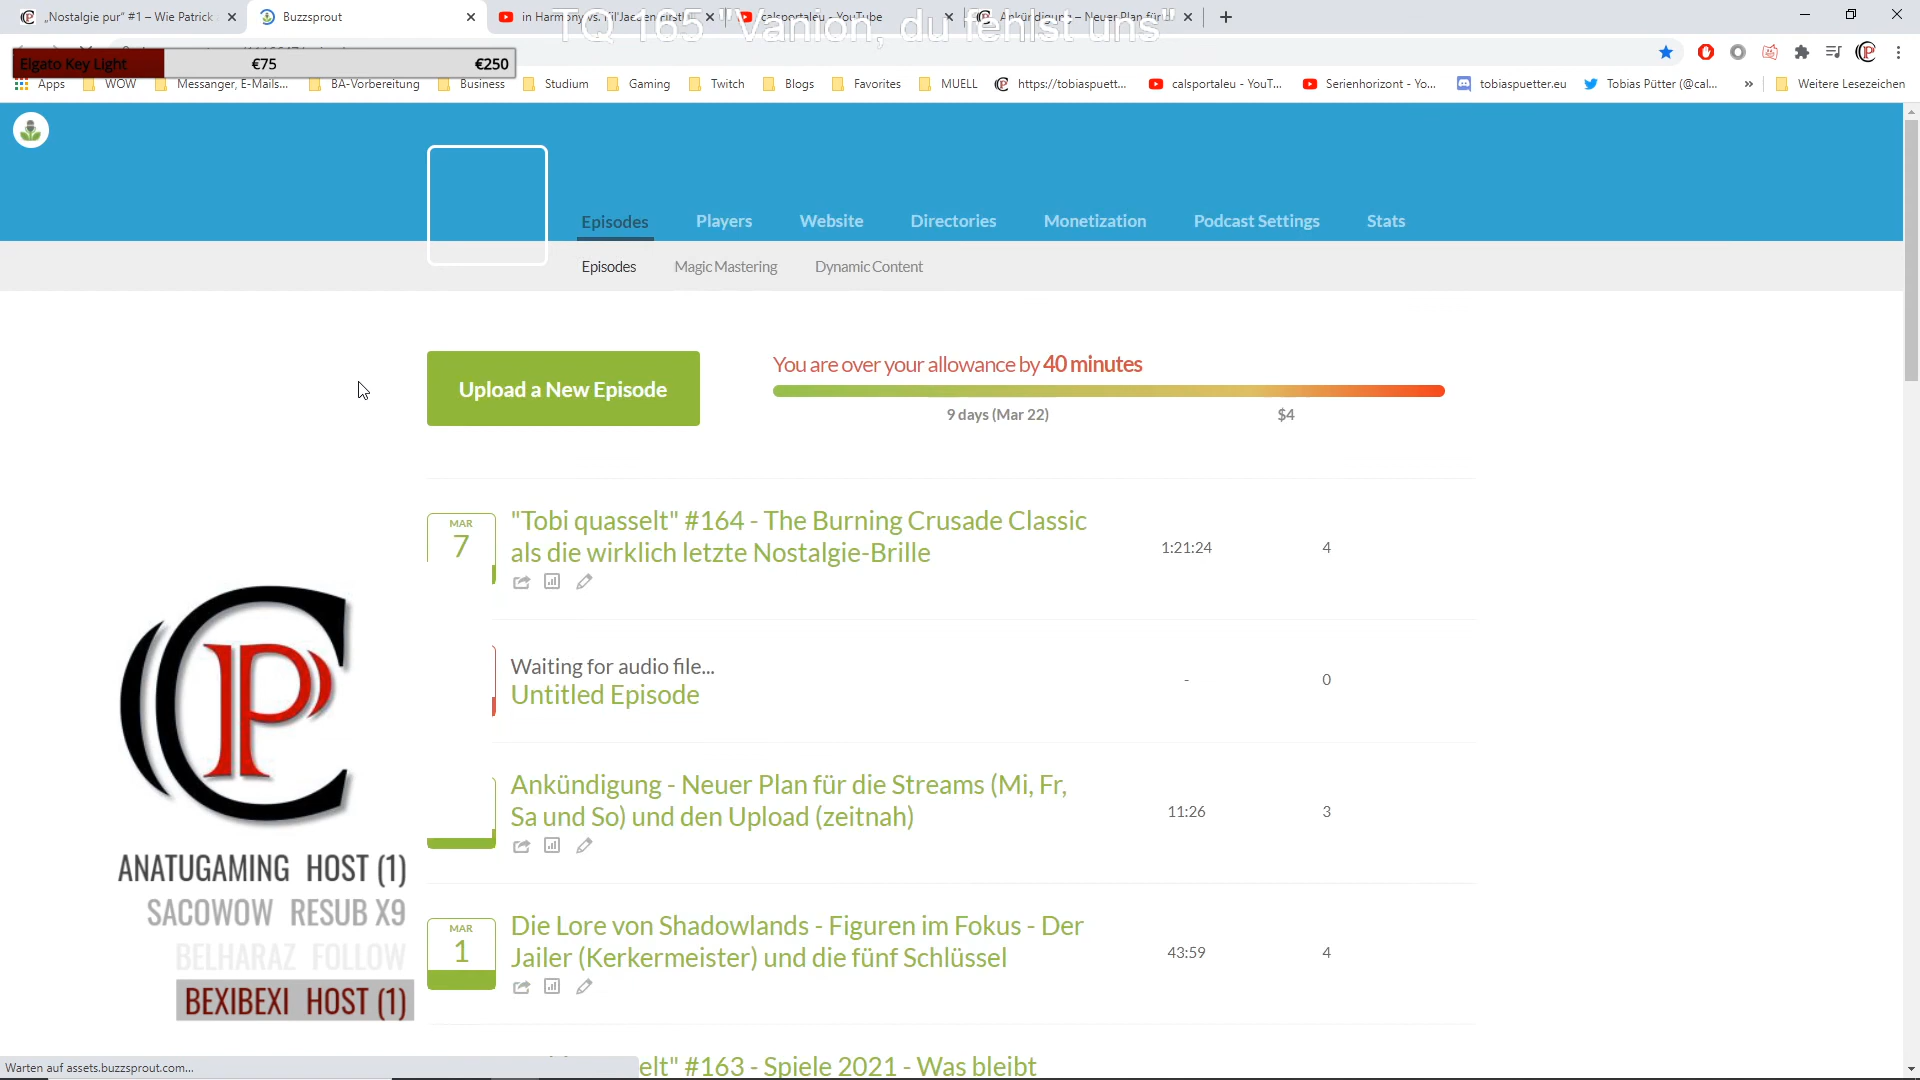 „Nostalgie pur“ #1 – Wie Patrick
Buzzsprout
calsportaleu - YouTube
Ankündigung – Neuer Plan für
TQ 165 "Vanion, du fehlst uns"
Elgato Key Light
€75
€250
Apps
WOW
Messanger, E-Mails...
BA-Vorbereitung
Business
Studium
Gaming
Twitch
Blogs
Favorites
MUELL
https://tobiaspuett...
calsportaleu - YouT...
Serienhorizont - Yo...
tobiaspuetter.eu
Tobias Pütter (@cal...
»
Weitere Lesezeichen
Episodes
Players
Website
Directories
Monetization
Podcast Settings
Stats
Episodes
Magic Mastering
Dynamic Content
Upload a New Episode
You are over your allowance by 40 minutes
9 days (Mar 22)
$4
MAR
7
"Tobi quasselt" #164 - The Burning Crusade Classic
als die wirklich letzte Nostalgie-Brille
1:21:24
4
Waiting for audio file...
Untitled Episode
-
0
Ankündigung - Neuer Plan für die Streams (Mi, Fr,
Sa und So) und den Upload (zeitnah)
11:26
3
MAR
1
Die Lore von Shadowlands - Figuren im Fokus - Der
Jailer (Kerkermeister) und die fünf Schlüssel
43:59
4
CP
ANATUGAMING HOST (1)
SACOWOW RESUB X9
BELHARAZ FOLLOW
BEXIBEXI HOST (1)
elt" #163 - Spiele 2021 - Was bleibt
Warten auf assets.buzzsprout.com...